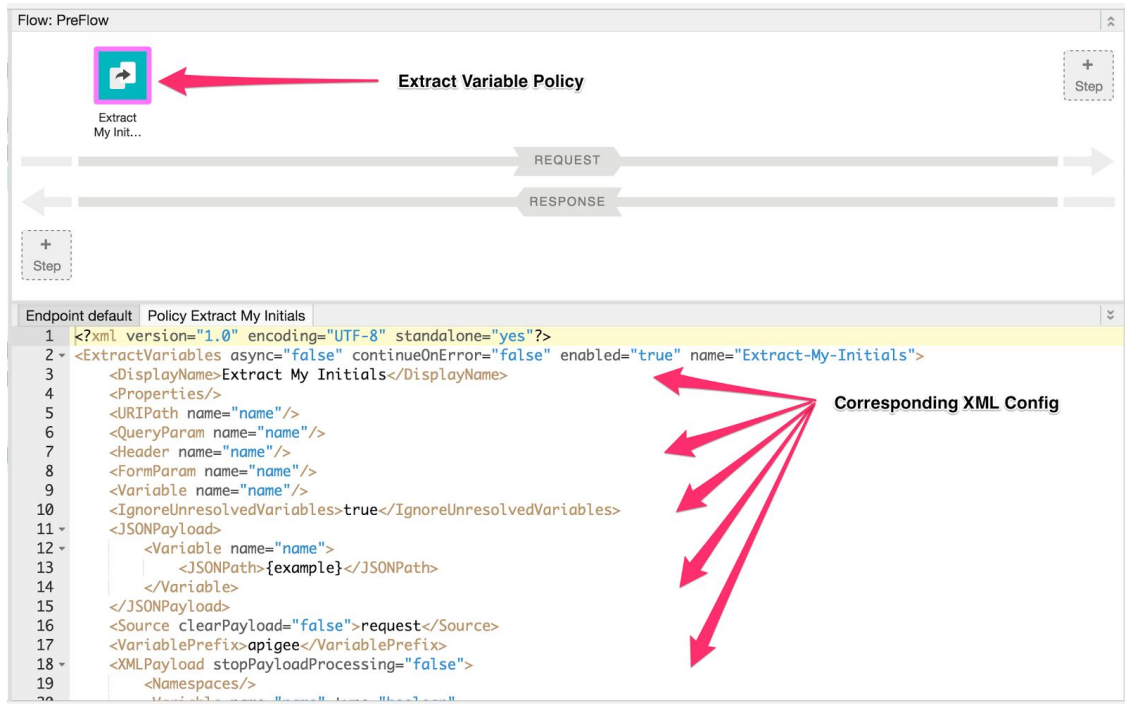 Flow: PreFlow
Extract Variable Policy
+
Step
Extract
My Init...
REQUEST
RESPONSE
+
Step
Endpoint default Policy Extract My Initials
1 <?xml version="1.0" encoding="UTF-8" standalone="yes"?>
2 <ExtractVariables async="false" continueOnError="false" enabled="true" name="Extract-My-Initials">
3 <DisplayName>Extract My Initials</DisplayName>
Corresponding XML Config
4 <Properties/>
5 <URIPath name="name"/>
6 <QueryParam name="name"/>
7 <Header name="name"/>
8 <FormParam name="name"/>
9 <Variable name="name"/>
10 <IgnoreUnresolvedVariables>true</IgnoreUnresolvedVariables>
11 <JSONPayload>
12 <Variable name="name">
13 <JSONPath>{example}</JSONPath>
14 </Variable>
15 </JSONPayload>
16 <Source clearPayload="false">request</Source>
17 <VariablePrefix>apigee</VariablePrefix>
18 <XMLPayload stopPayloadProcessing="false">
19 <Namespaces/>